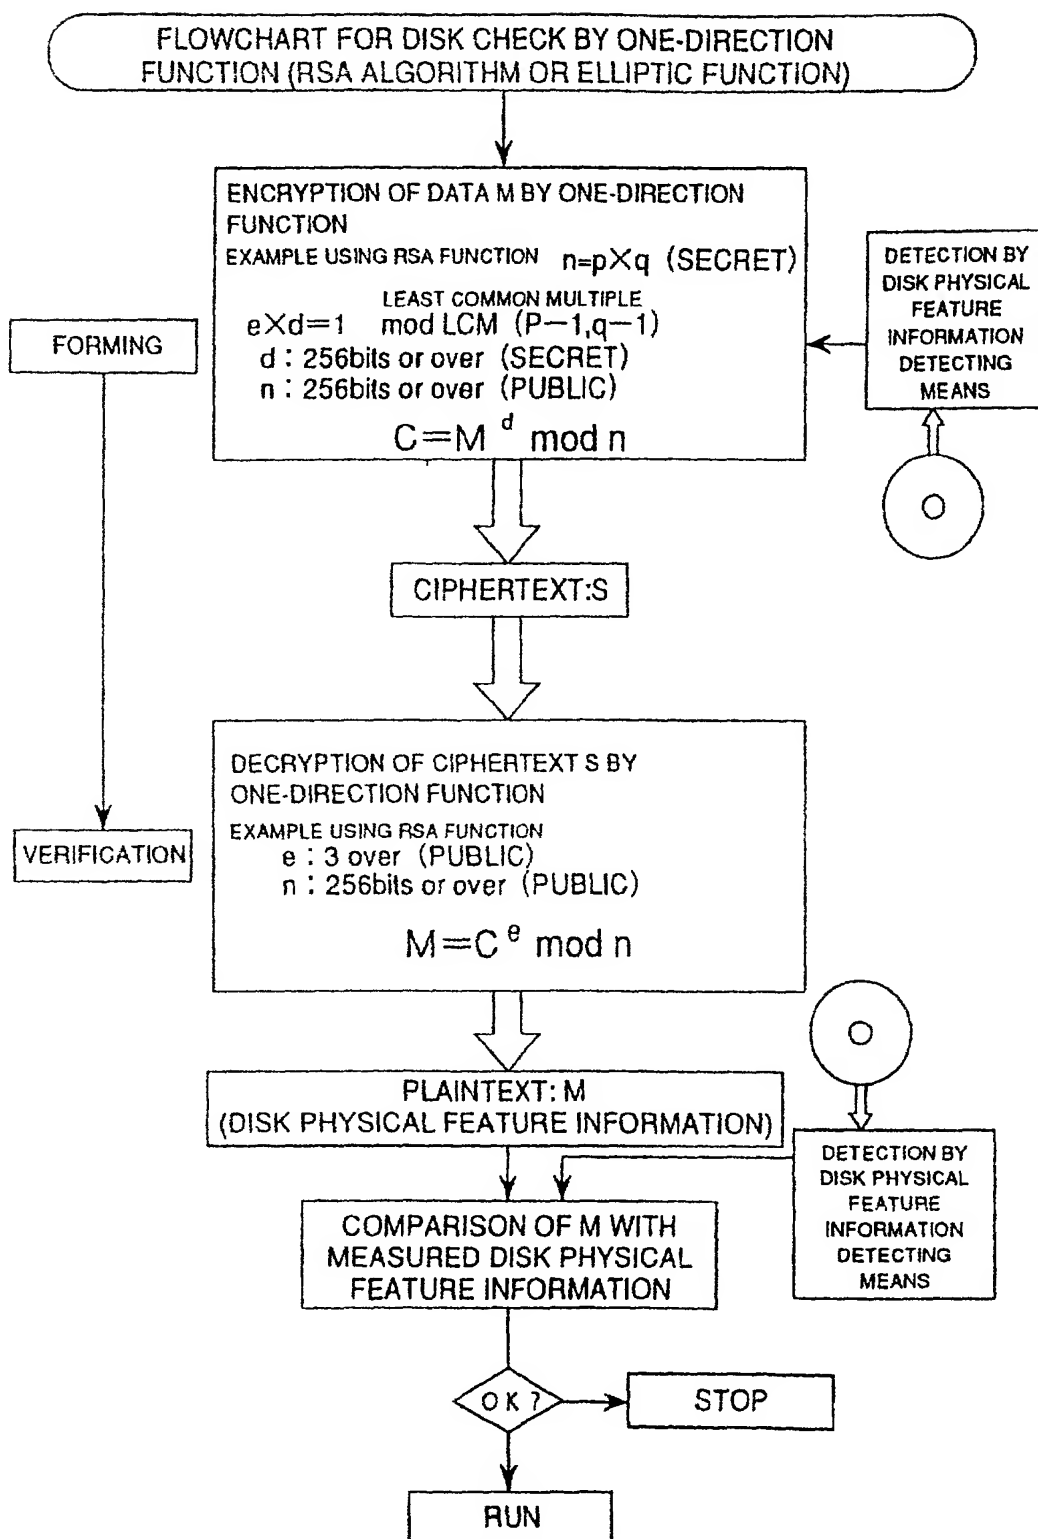 FLOWCHART FOR DISK CHECK BY ONE-DIRECTION
FUNCTION (RSA ALGORITHM OR ELLIPTIC FUNCTION)
ENCRYPTION OF DATA M BY ONE-DIRECTION
FUNCTION
EXAMPLE USING RSA FUNCTION n=p×q (SECRET)
LEAST COMMON MULTIPLE
e×d=1 mod LCM (P-1,q-1)
d : 256bits or over (SECRET)
n : 256bits or over (PUBLIC)
C=M^d mod n
DETECTION BY
DISK PHYSICAL
FEATURE
INFORMATION
DETECTING
MEANS
FORMING
CIPHERTEXT:S
DECRYPTION OF CIPHERTEXT S BY
ONE-DIRECTION FUNCTION
EXAMPLE USING RSA FUNCTION
e : 3 over (PUBLIC)
n : 256bits or over (PUBLIC)
M=C^e mod n
VERIFICATION
PLAINTEXT: M
(DISK PHYSICAL FEATURE INFORMATION)
DETECTION BY
DISK PHYSICAL
FEATURE
INFORMATION
DETECTING
MEANS
COMPARISON OF M WITH
MEASURED DISK PHYSICAL
FEATURE INFORMATION
OK?
STOP
RUN